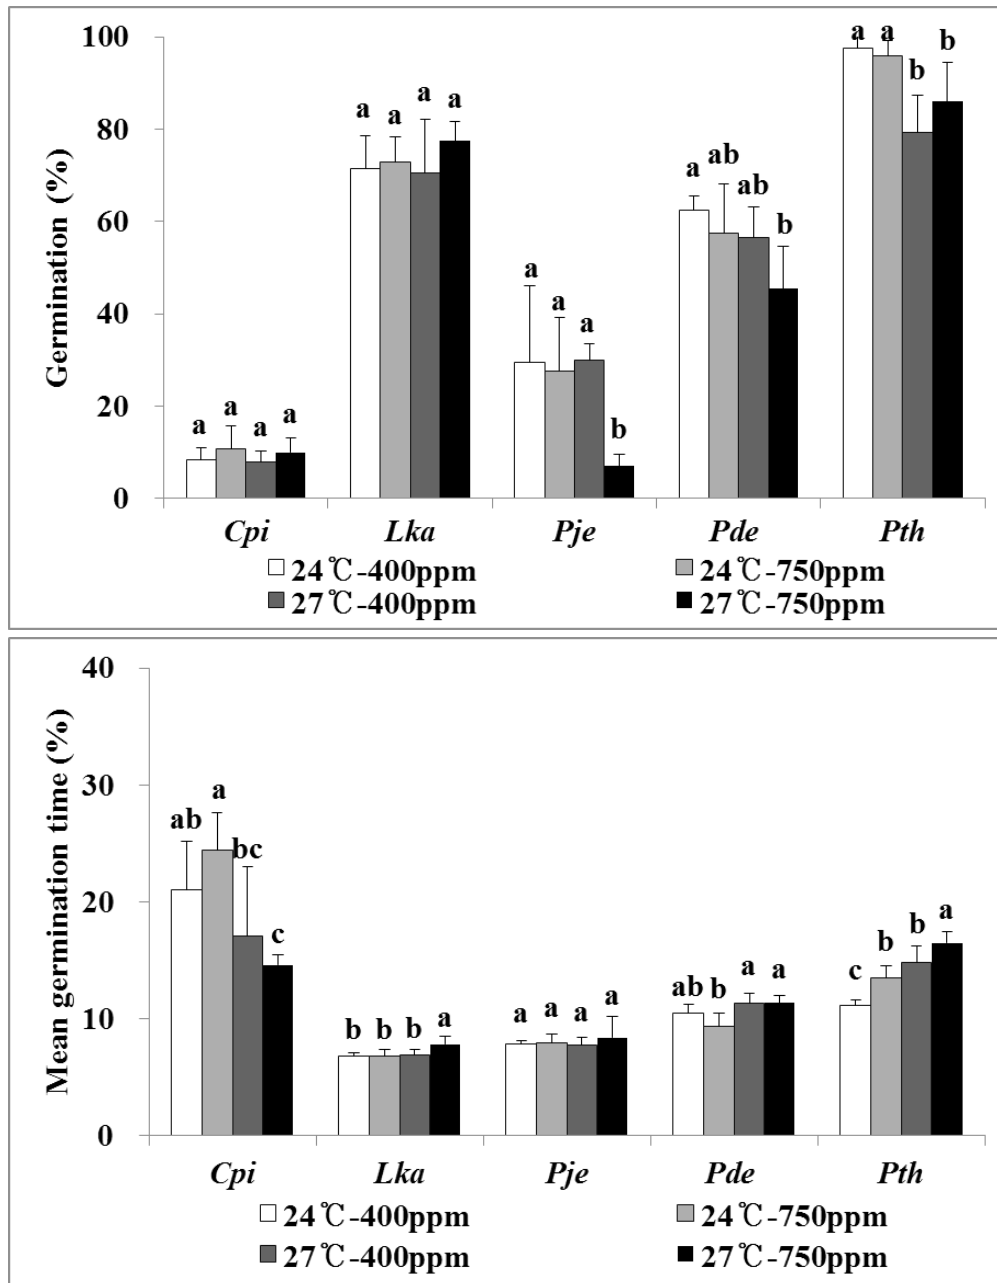 Germination (%)
100
80
60
40
20
0
a a a a
a a a a
a a a b
a ab ab b
a a b b
Cpi Lka Pje Pde Pth
24℃-400ppm 24℃-750ppm
27℃-400ppm 27℃-750ppm
Mean germination time (%)
40
30
20
10
0
ab a bc c
b b b a
a a a a
ab b a a
c b b a
Cpi Lka Pje Pde Pth
24℃-400ppm 24℃-750ppm
27℃-400ppm 27℃-750ppm